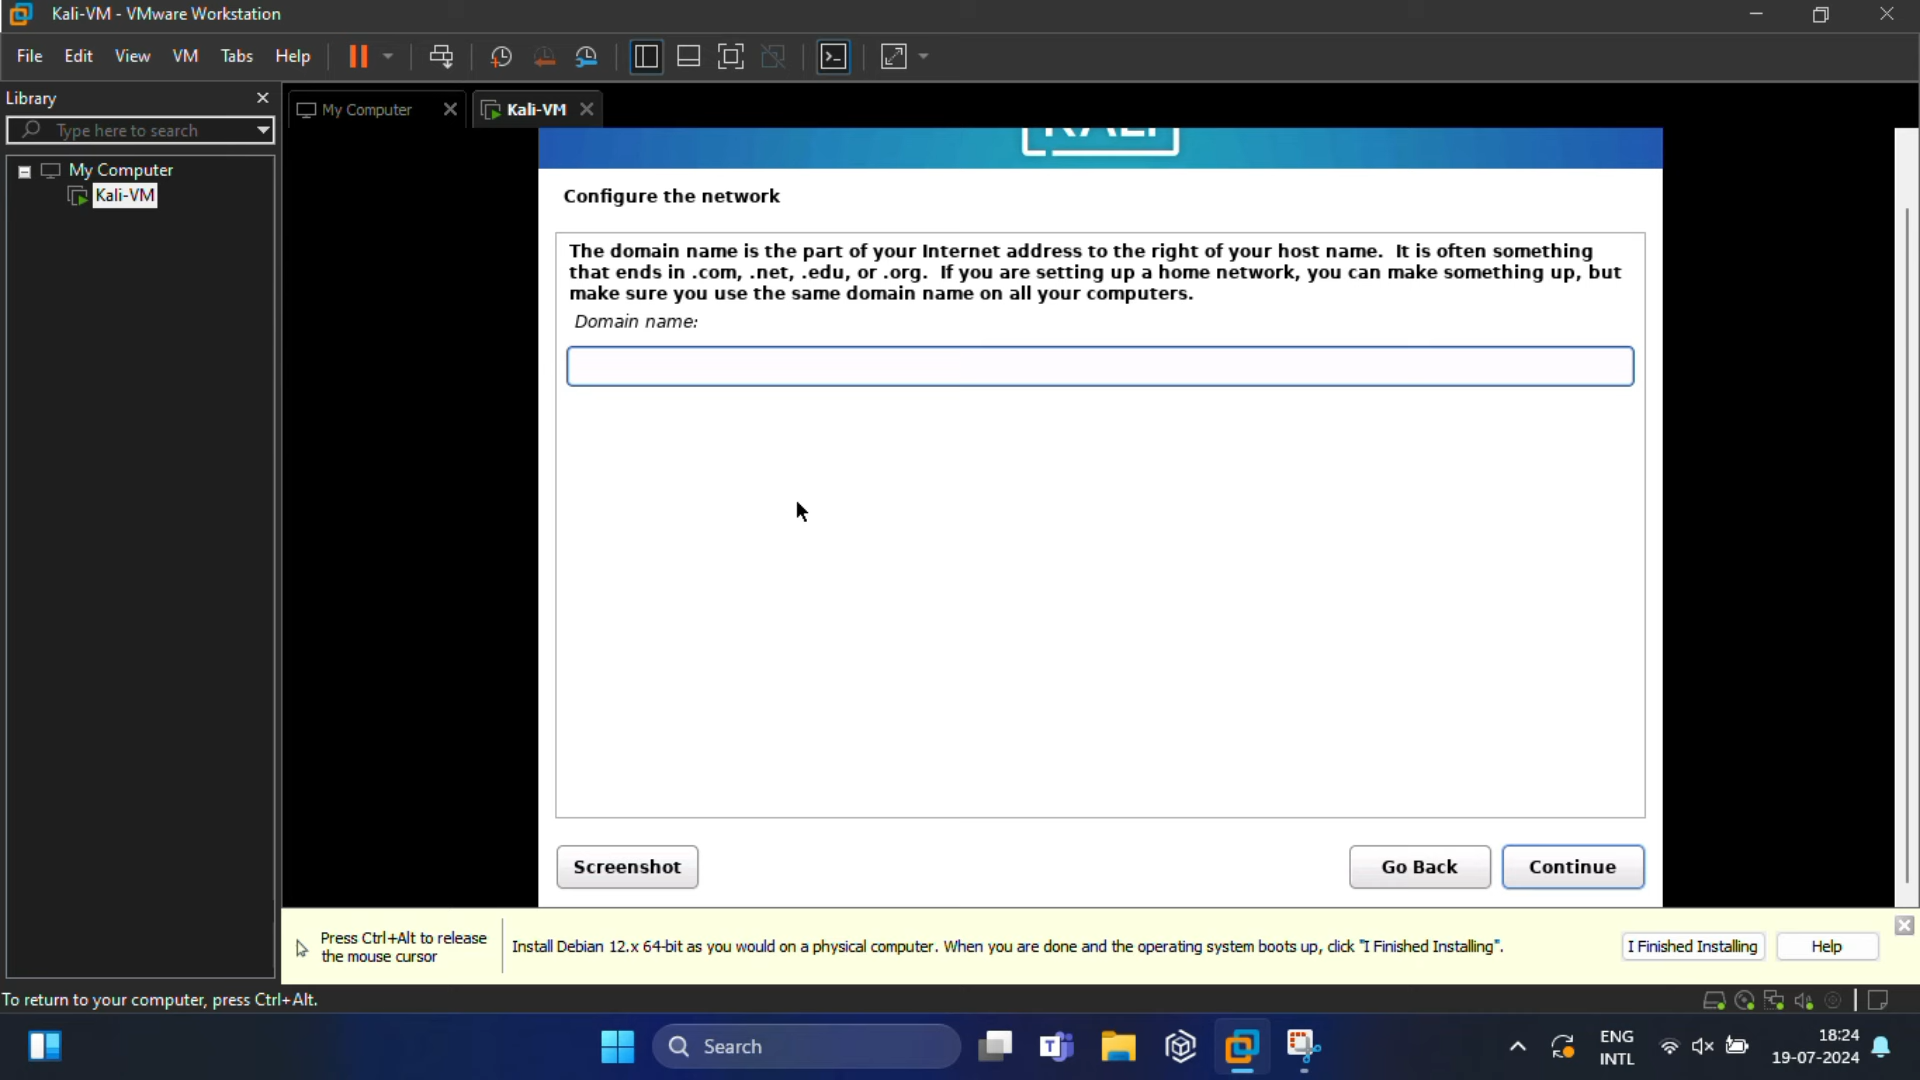 Kali-VM - VMware Workstation
File Edit View VM Tabs Help
Library
Type here to search
My Computer
Kali-VM
My Computer
Kali-VM
KALI
Configure the network
The domain name is the part of your Internet address to the right of your host name. It is often something
that ends in .com, .net, .edu, or .org. If you are setting up a home network, you can make something up, but
make sure you use the same domain name on all your computers.
Domain name:
Screenshot
Go Back
Continue
Press Ctrl+Alt to release
the mouse cursor
Install Debian 12.x 64-bit as you would on a physical computer. When you are done and the operating system boots up, click "I Finished Installing".
I Finished Installing
Help
To return to your computer, press Ctrl+Alt.
Search
ENG
INTL
18:24
19-07-2024